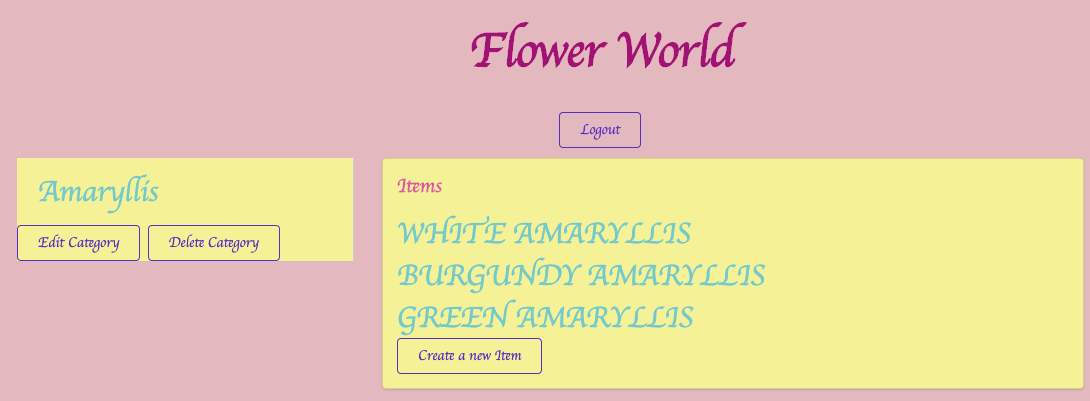 Flower World
Logout
Amaryllis
Edit Category
Delete Category
Items
WHITE AMARYLLIS
BURGUNDY AMARYLLIS
GREEN AMARYLLIS
Create a new Item